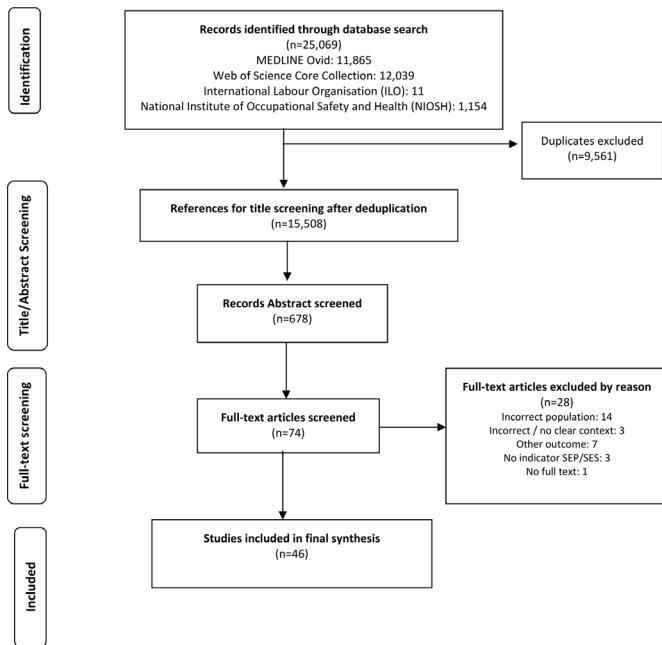 Identification
Records identified through database search
(n=25,069)
MEDLINE Ovid: 11,865
Web of Science Core Collection: 12,039
International Labour Organisation (ILO): 11
National Institute of Occupational Safety and Health (NIOSH): 1,154
Duplicates excluded
(n=9,561)
Title/Abstract Screening
References for title screening after deduplication
(n=15,508)
Records Abstract screened
(n=678)
Full-text screening
Full-text articles screened
(n=74)
Full-text articles excluded by reason
(n=28)
Incorrect population: 14
Incorrect / no clear context: 3
Other outcome: 7
No indicator SEP/SES: 3
No full text: 1
Included
Studies included in final synthesis
(n=46)